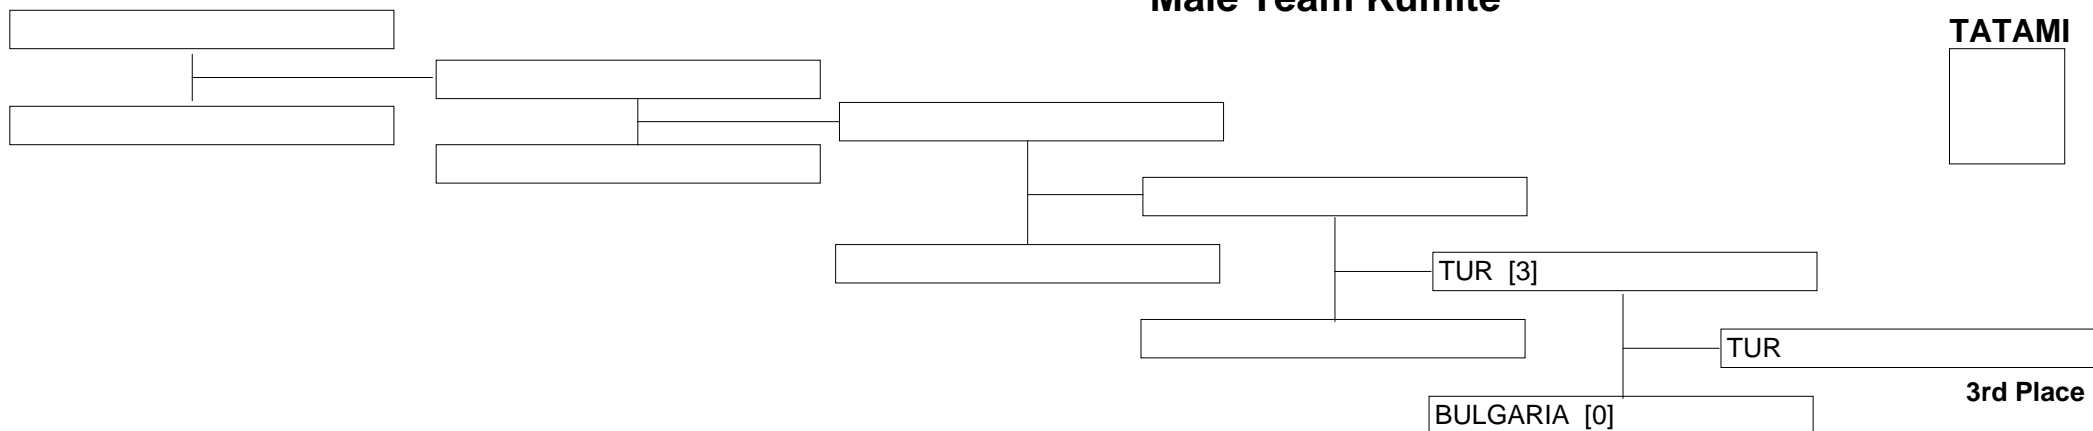 Male Team Kumite
TATAMI
TUR [3]
TUR
3rd Place
BULGARIA [0]